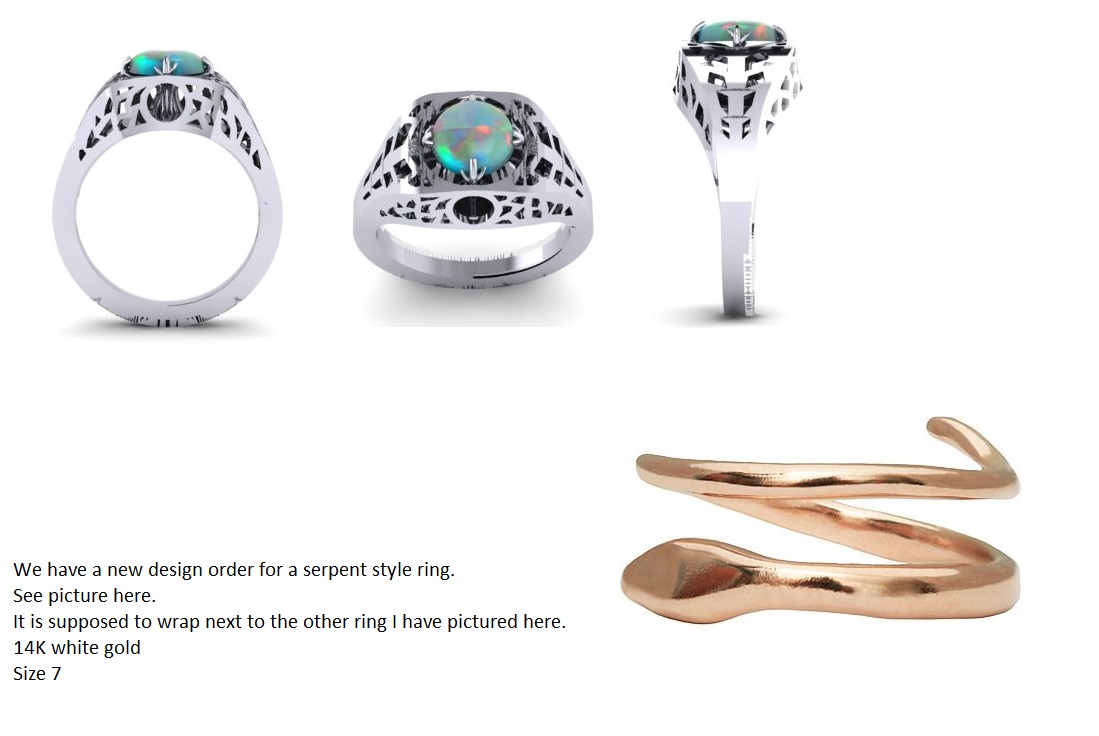 We have a new design order for a serpent style ring.
See picture here.
It is supposed to wrap next to the other ring I have pictured here.
14K white gold
Size 7